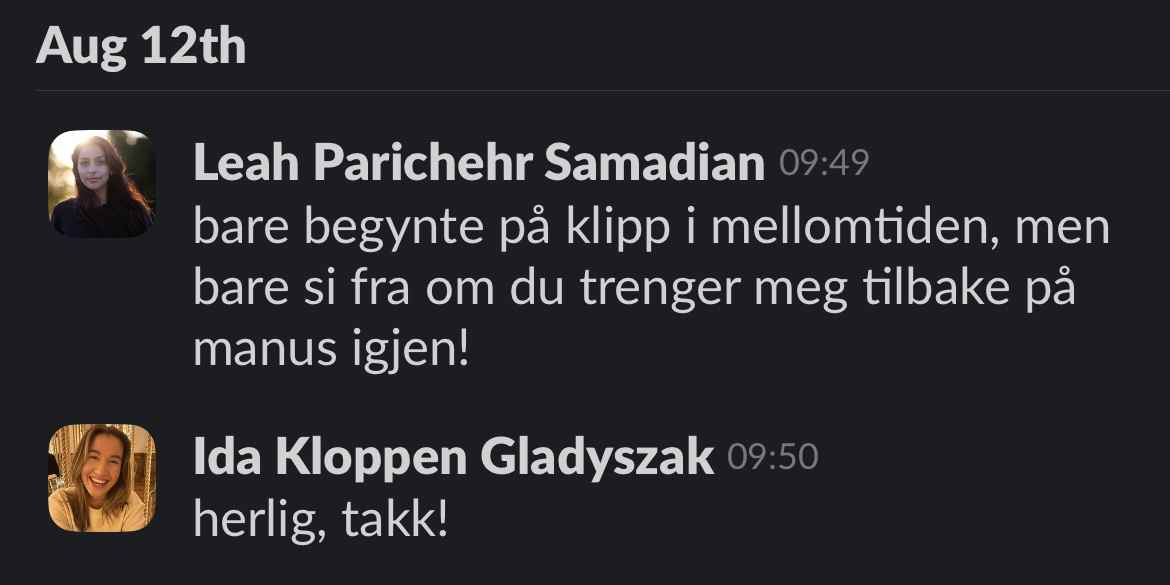 Aug 12th
Leah Parichehr Samadian 09:49
bare begynte på klipp i mellomtiden, men
bare si fra om du trenger meg tilbake på
manus igjen!
Ida Kloppen Gladyszak 09:50
herlig, takk!